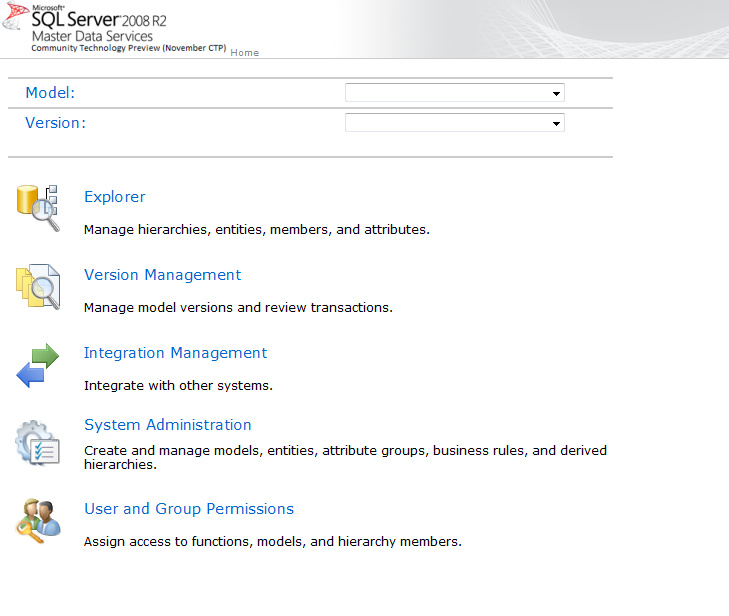 Microsoft
SQL Server 2008 R2
Master Data Services
Community Technology Preview (November CTP) Home
Model:
Version:
Explorer
Manage hierarchies, entities, members, and attributes.
Version Management
Manage model versions and review transactions.
Integration Management
Integrate with other systems.
System Administration
Create and manage models, entities, attribute groups, business rules, and derived
hierarchies.
User and Group Permissions
Assign access to functions, models, and hierarchy members.